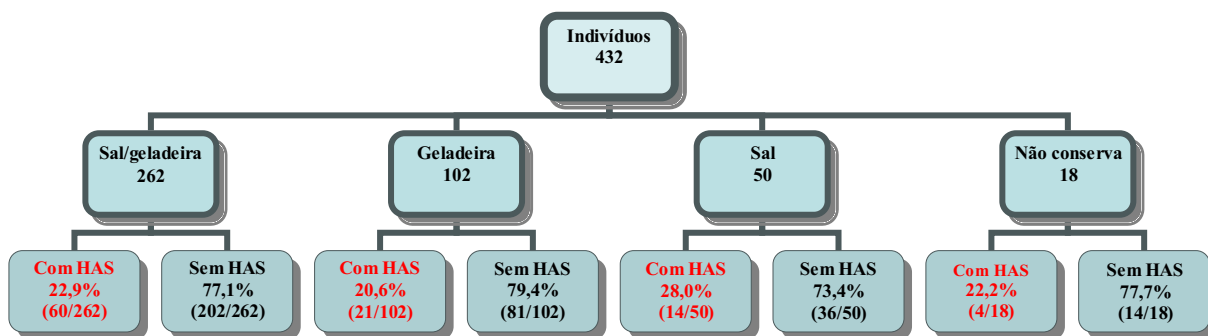 Indivíduos
432
Sal/geladeira
262
Geladeira
102
Sal
50
Não conserva
18
Com HAS
22,9%
(60/262)
Sem HAS
77,1%
(202/262)
Com HAS
20,6%
(21/102)
Sem HAS
79,4%
(81/102)
Com HAS
28,0%
(14/50)
Sem HAS
73,4%
(36/50)
Com HAS
22,2%
(4/18)
Sem HAS
77,7%
(14/18)